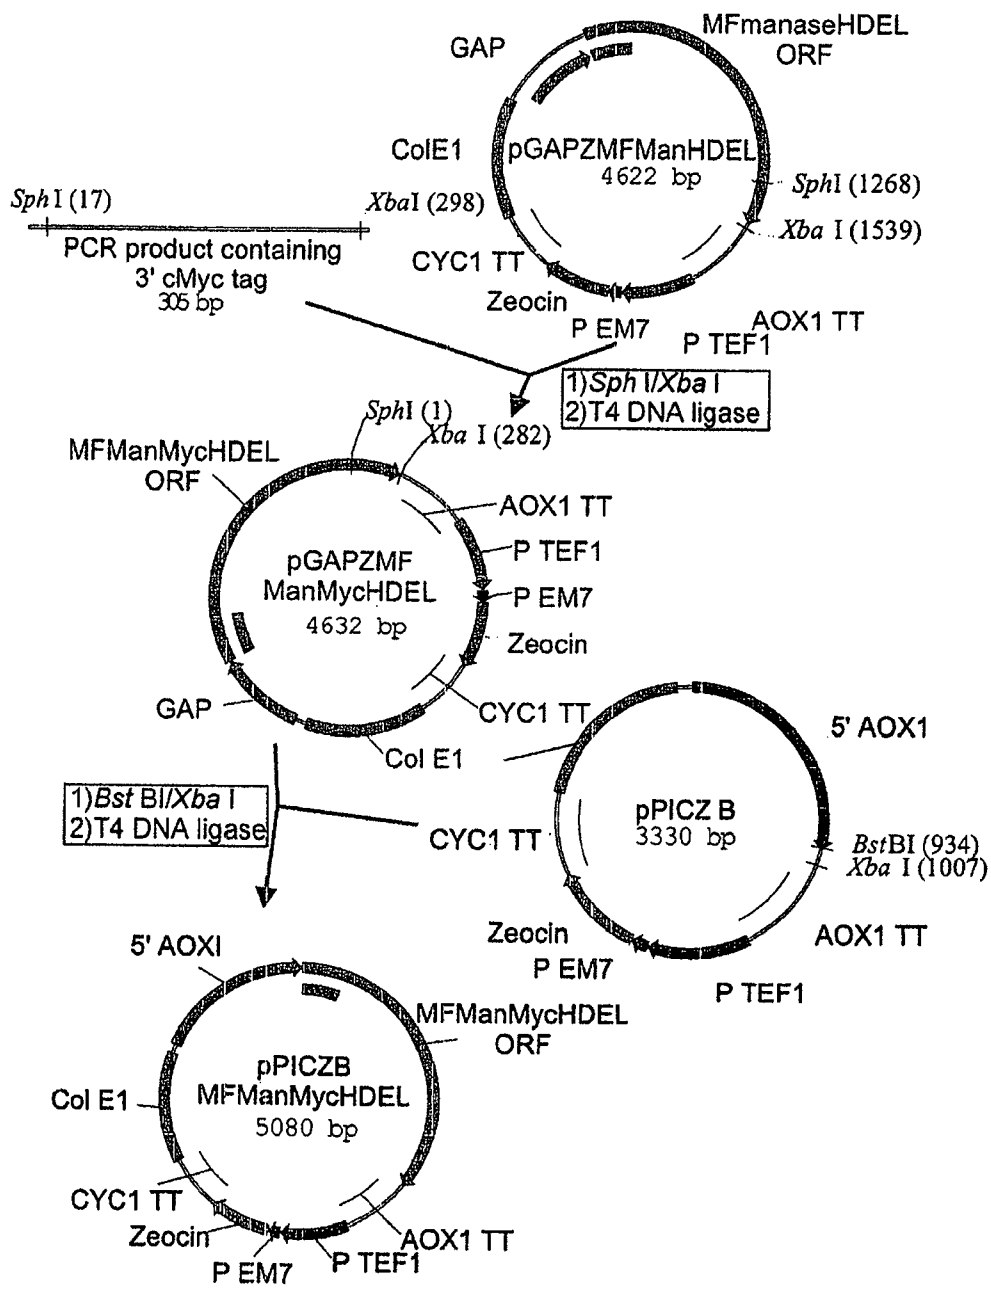 MFmanaseHDEL
ORF
GAP
ColE1
pGAPZMFManHDEL
4622 bp
SphI (1268)
Xba I (1539)
SphI (17)
XbaI (298)
PCR product containing
3' cMyc tag
305 bp
CYC1 TT
Zeocin
P EM7
P TEF1
AOX1 TT
1)Sph I/Xba I
2)T4 DNA ligase
SphI (1)
Xba I (282)
MFManMycHDEL
ORF
AOX1 TT
P TEF1
P EM7
Zeocin
pGAPZMF
ManMycHDEL
4632 bp
GAP
CYC1 TT
Col E1
5' AOX1
1)Bst BI/Xba I
2)T4 DNA ligase
CYC1 TT
pPICZ B
3330 bp
BstBI (934)
Xba I (1007)
Zeocin
P EM7
P TEF1
AOX1 TT
5' AOXI
MFManMycHDEL
ORF
Col E1
pPICZB
MFManMycHDEL
5080 bp
CYC1 TT
Zeocin
P EM7
P TEF1
AOX1 TT